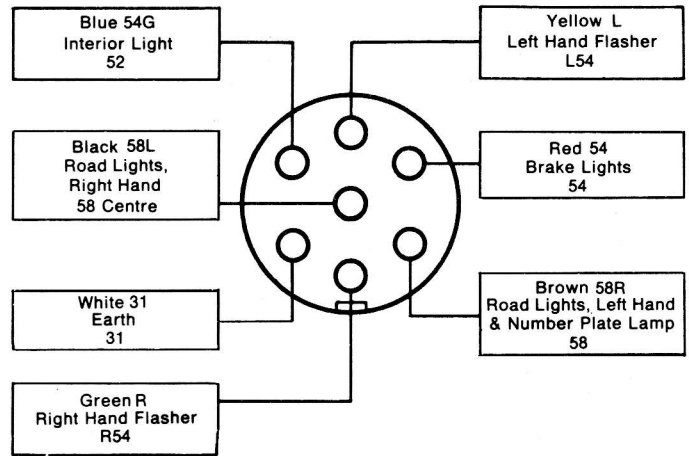 Blue 54G
Interior Light
52
Yellow L
Left Hand Flasher
L54
Black 58L
Road Lights,
Right Hand
58 Centre
Red 54
Brake Lights
54
White 31
Earth
31
Brown 58R
Road Lights, Left Hand
& Number Plate Lamp
58
Green R
Right Hand Flasher
R54